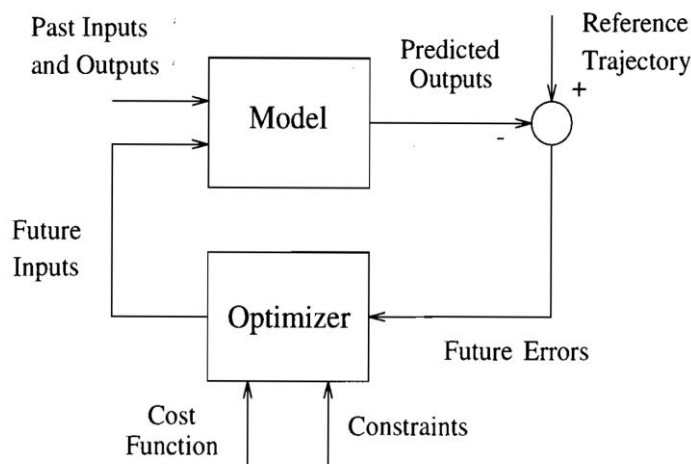 Past Inputs
and Outputs
Model
Predicted
Outputs
Reference
Trajectory
+
-
Future
Inputs
Optimizer
Future Errors
Cost
Function
Constraints